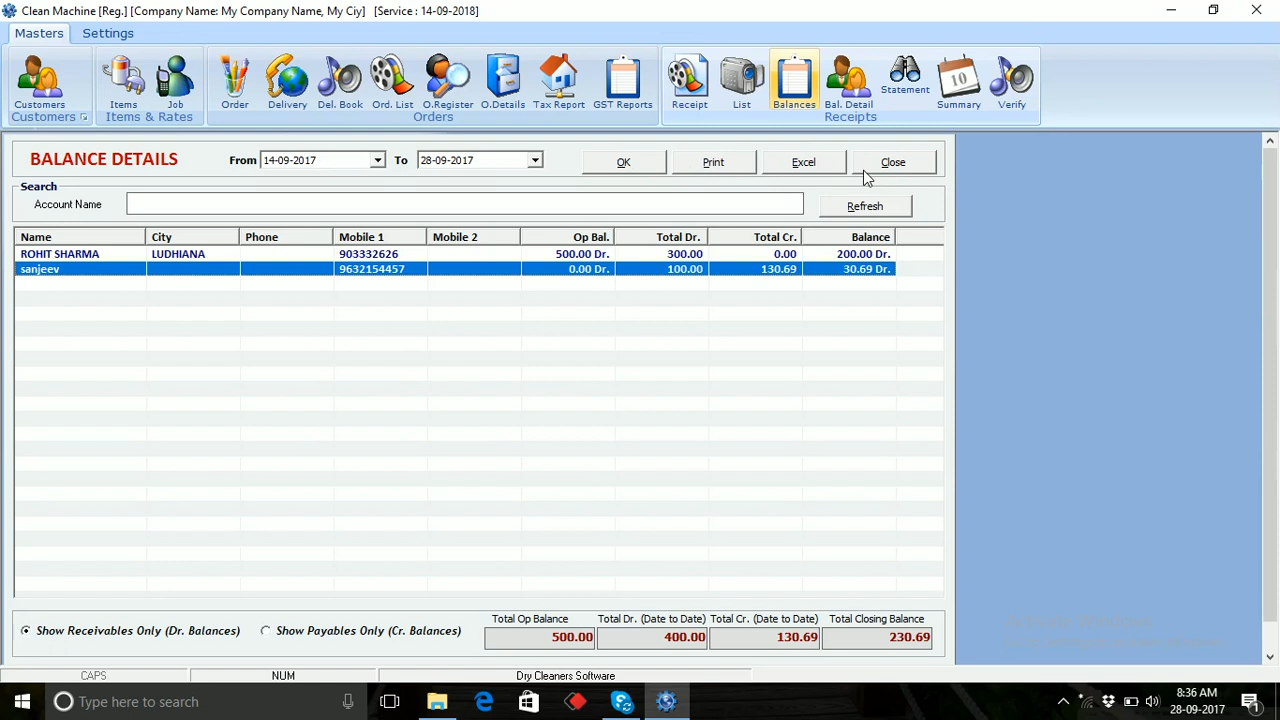 Clean Machine [Reg.] [Company Name: My Company Name, My Ciy] [Service : 14-09-2018]
Masters Settings
Customers Items Job Order Delivery Del. Book Ord. List O.Register O.Details Tax Report GST Reports Receipt List Balances Bal. Detail Statement Summary Verify
Customers Items & Rates Orders Receipts
BALANCE DETAILS From 14-09-2017 To 28-09-2017 OK Print Excel Close
Search
Account Name Refresh
Name City Phone Mobile 1 Mobile 2 Op Bal. Total Dr. Total Cr. Balance
ROHIT SHARMA LUDHIANA 903332626 500.00 Dr. 300.00 0.00 200.00 Dr.
sanjeev 9632154457 0.00 Dr. 100.00 130.69 30.69 Dr.
Total Op Balance Total Dr. (Date to Date) Total Cr. (Date to Date) Total Closing Balance
Show Receivables Only (Dr. Balances) Show Payables Only (Cr. Balances) 500.00 400.00 130.69 230.69
CAPS NUM Dry Cleaners Software
Type here to search
8:36 AM
28-09-2017